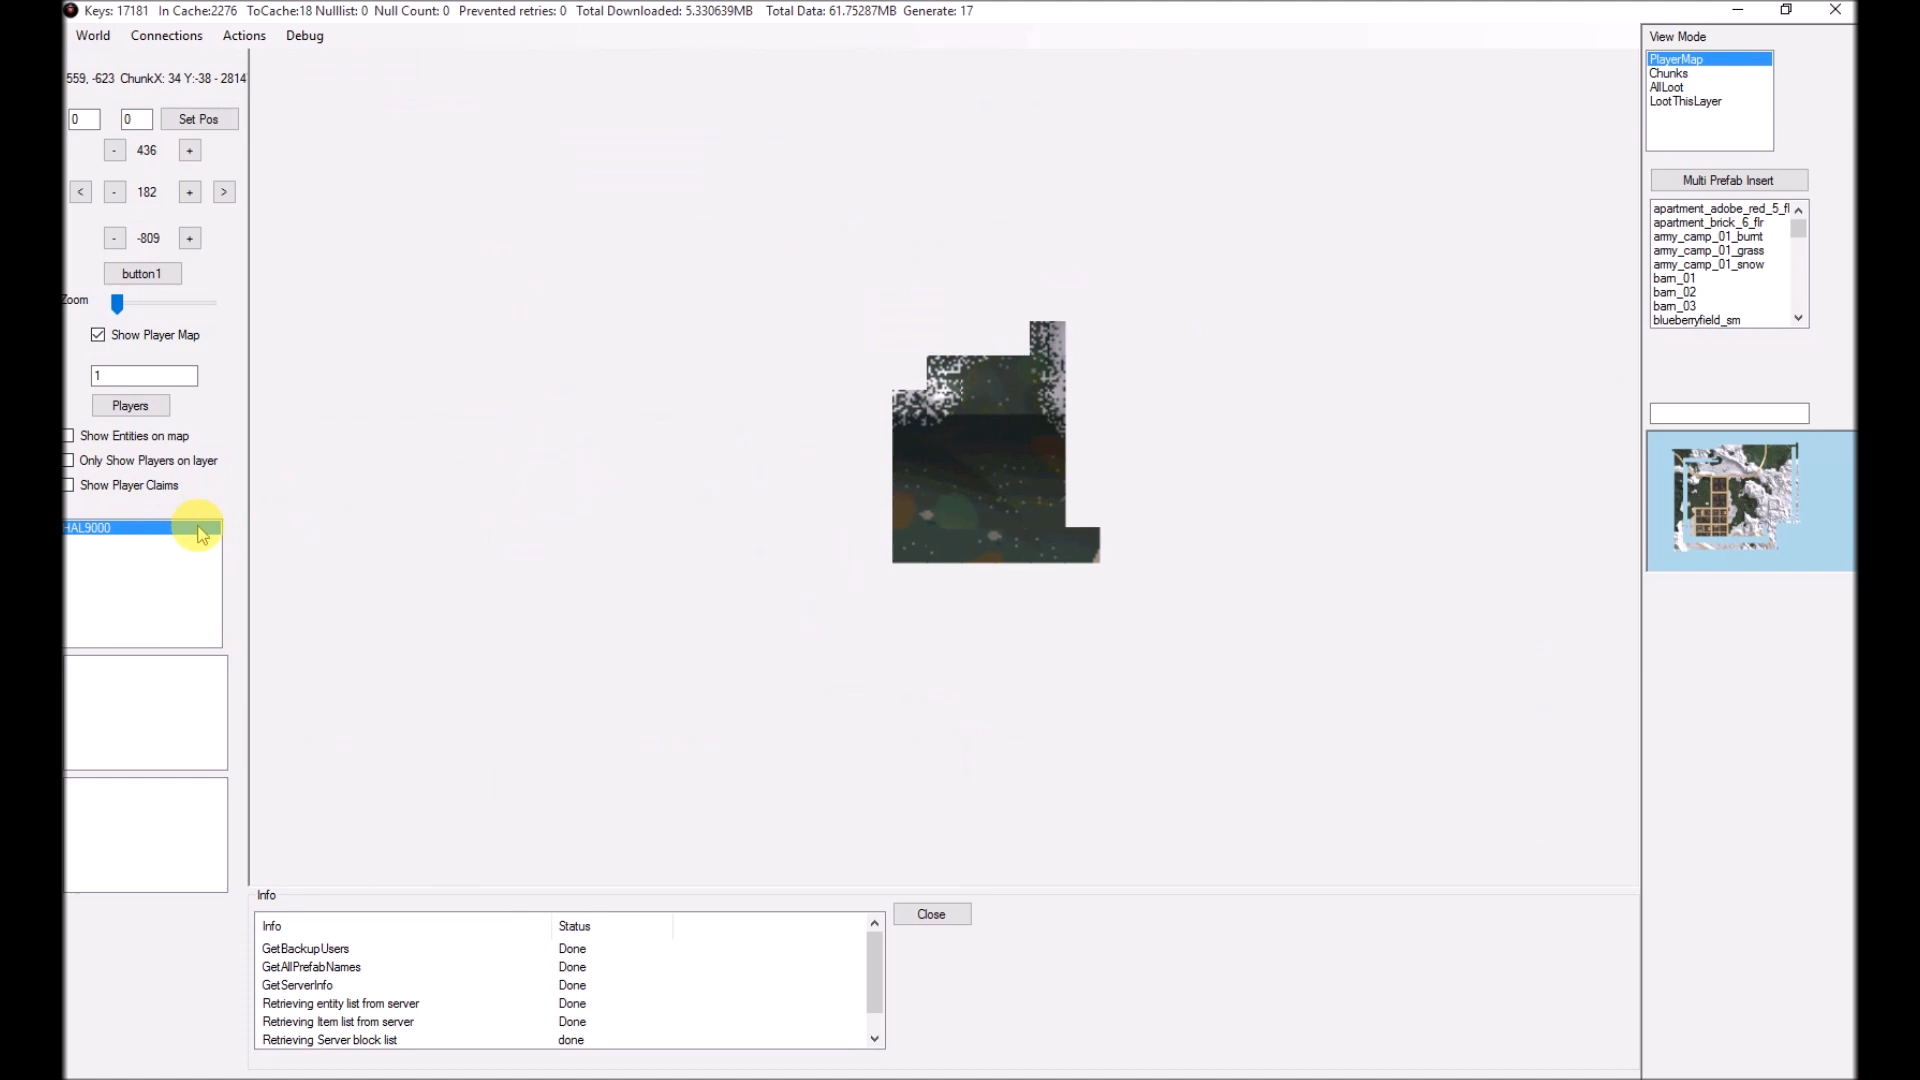 Keys: 17181 In Cache:2276 ToCache:18 Nulllist: 0 Null Count: 0 Prevented retries: 0 Total Downloaded: 5.330639MB Total Data: 61.75287MB Generate: 17
World Connections Actions Debug
559, -623 ChunkX: 34 Y:-38 - 2814
0 0 Set Pos
- 436 +
< - 182 + >
- -809 +
button1
Zoom
Show Player Map
1
Players
Show Entities on map
Only Show Players on layer
Show Player Claims
HAL9000
View Mode
PlayerMap
Chunks
AllLoot
LootThisLayer
Multi Prefab Insert
apartment_adobe_red_5_fl
apartment_brick_6_flr
army_camp_01_burnt
army_camp_01_grass
army_camp_01_snow
barn_01
barn_02
barn_03
blueberryfield_sm
Info
Info Status
GetBackupUsers Done
GetAllPrefabNames Done
GetServerInfo Done
Retrieving entity list from server Done
Retrieving Item list from server Done
Retrieving Server block list done
Close